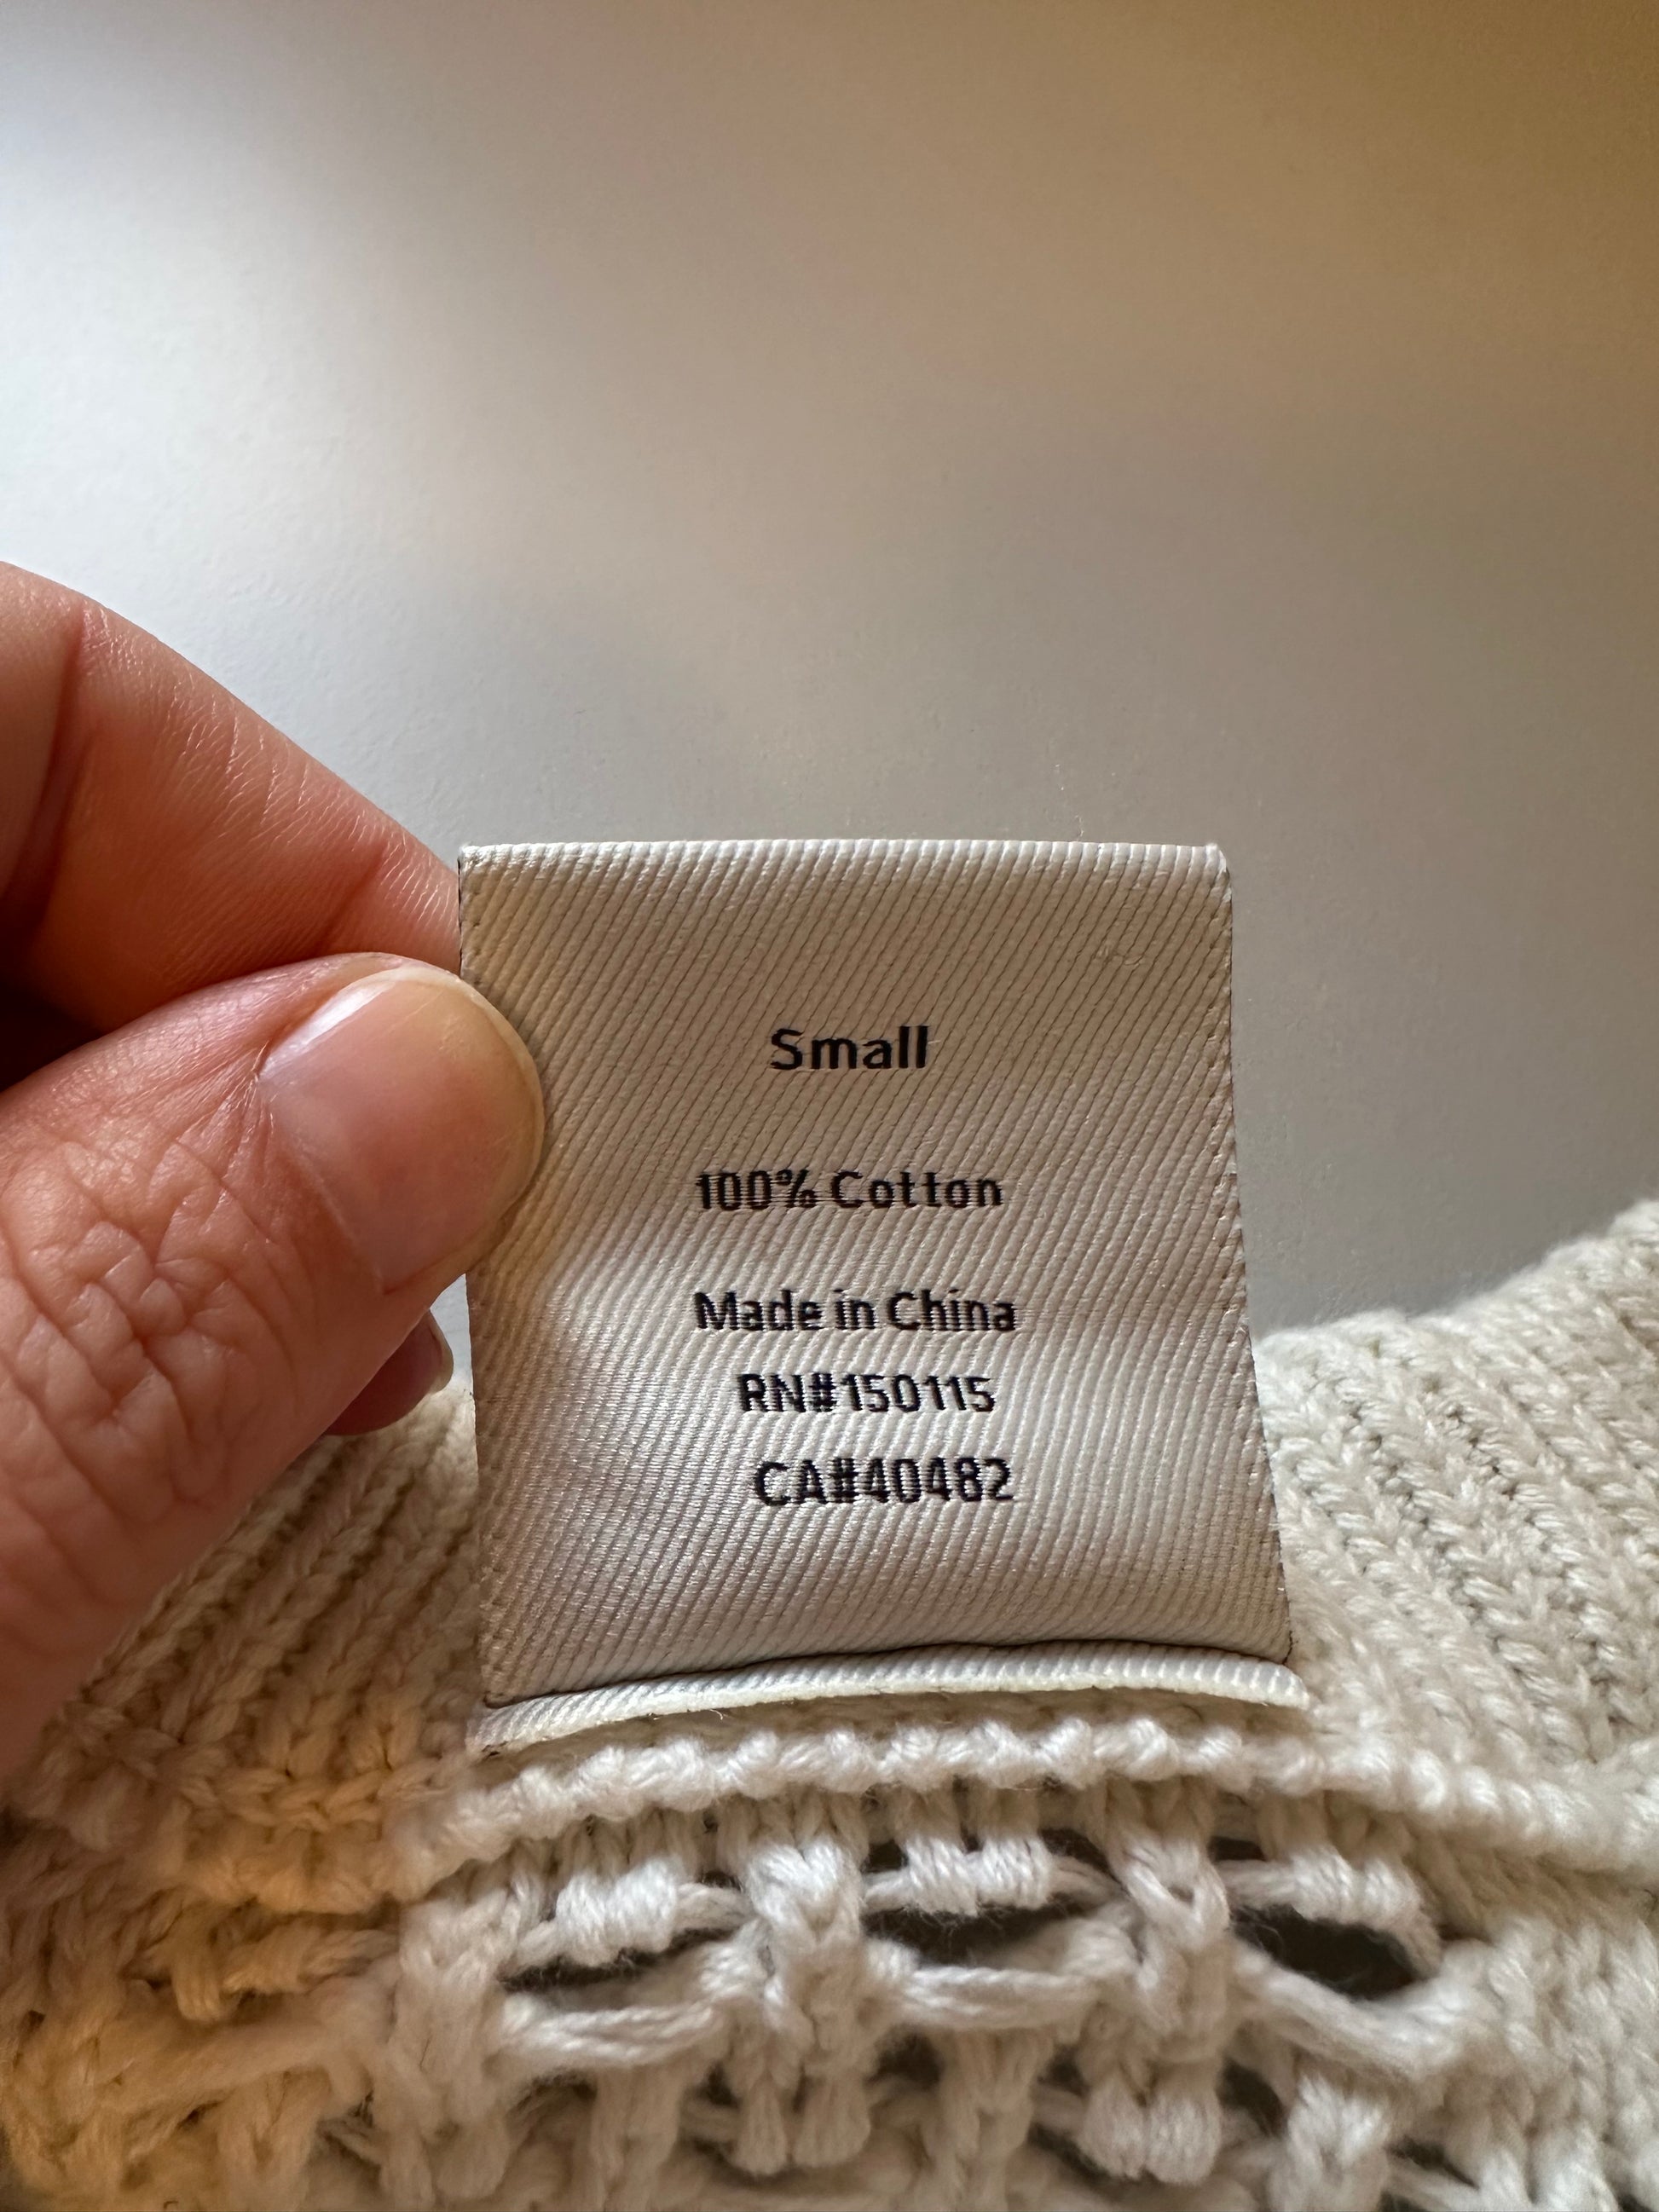 Small
100% Cotton
Made in China
RN#150115
CA#40482